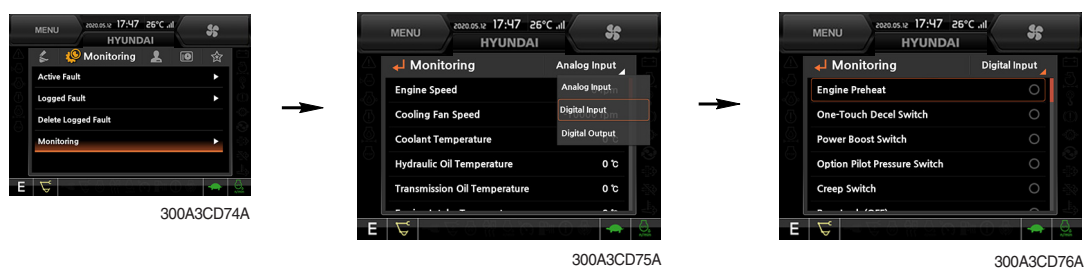 MENU
2020.05.12 17:47 26°C
HYUNDAI
Monitoring
Active Fault
Logged Fault
Delete Logged Fault
Monitoring
E
300A3CD74A
MENU
2020.05.12 17:47 26°C
HYUNDAI
Monitoring Analog Input
Engine Speed
Cooling Fan Speed
Coolant Temperature
Hydraulic Oil Temperature 0 ℃
Transmission Oil Temperature 0 ℃
Analog Input
Digital Input
Digital Output
E
300A3CD75A
MENU
2020.05.12 17:47 26°C
HYUNDAI
Monitoring Digital Input
Engine Preheat
One-Touch Decel Switch
Power Boost Switch
Option Pilot Pressure Switch
Creep Switch
E
300A3CD76A